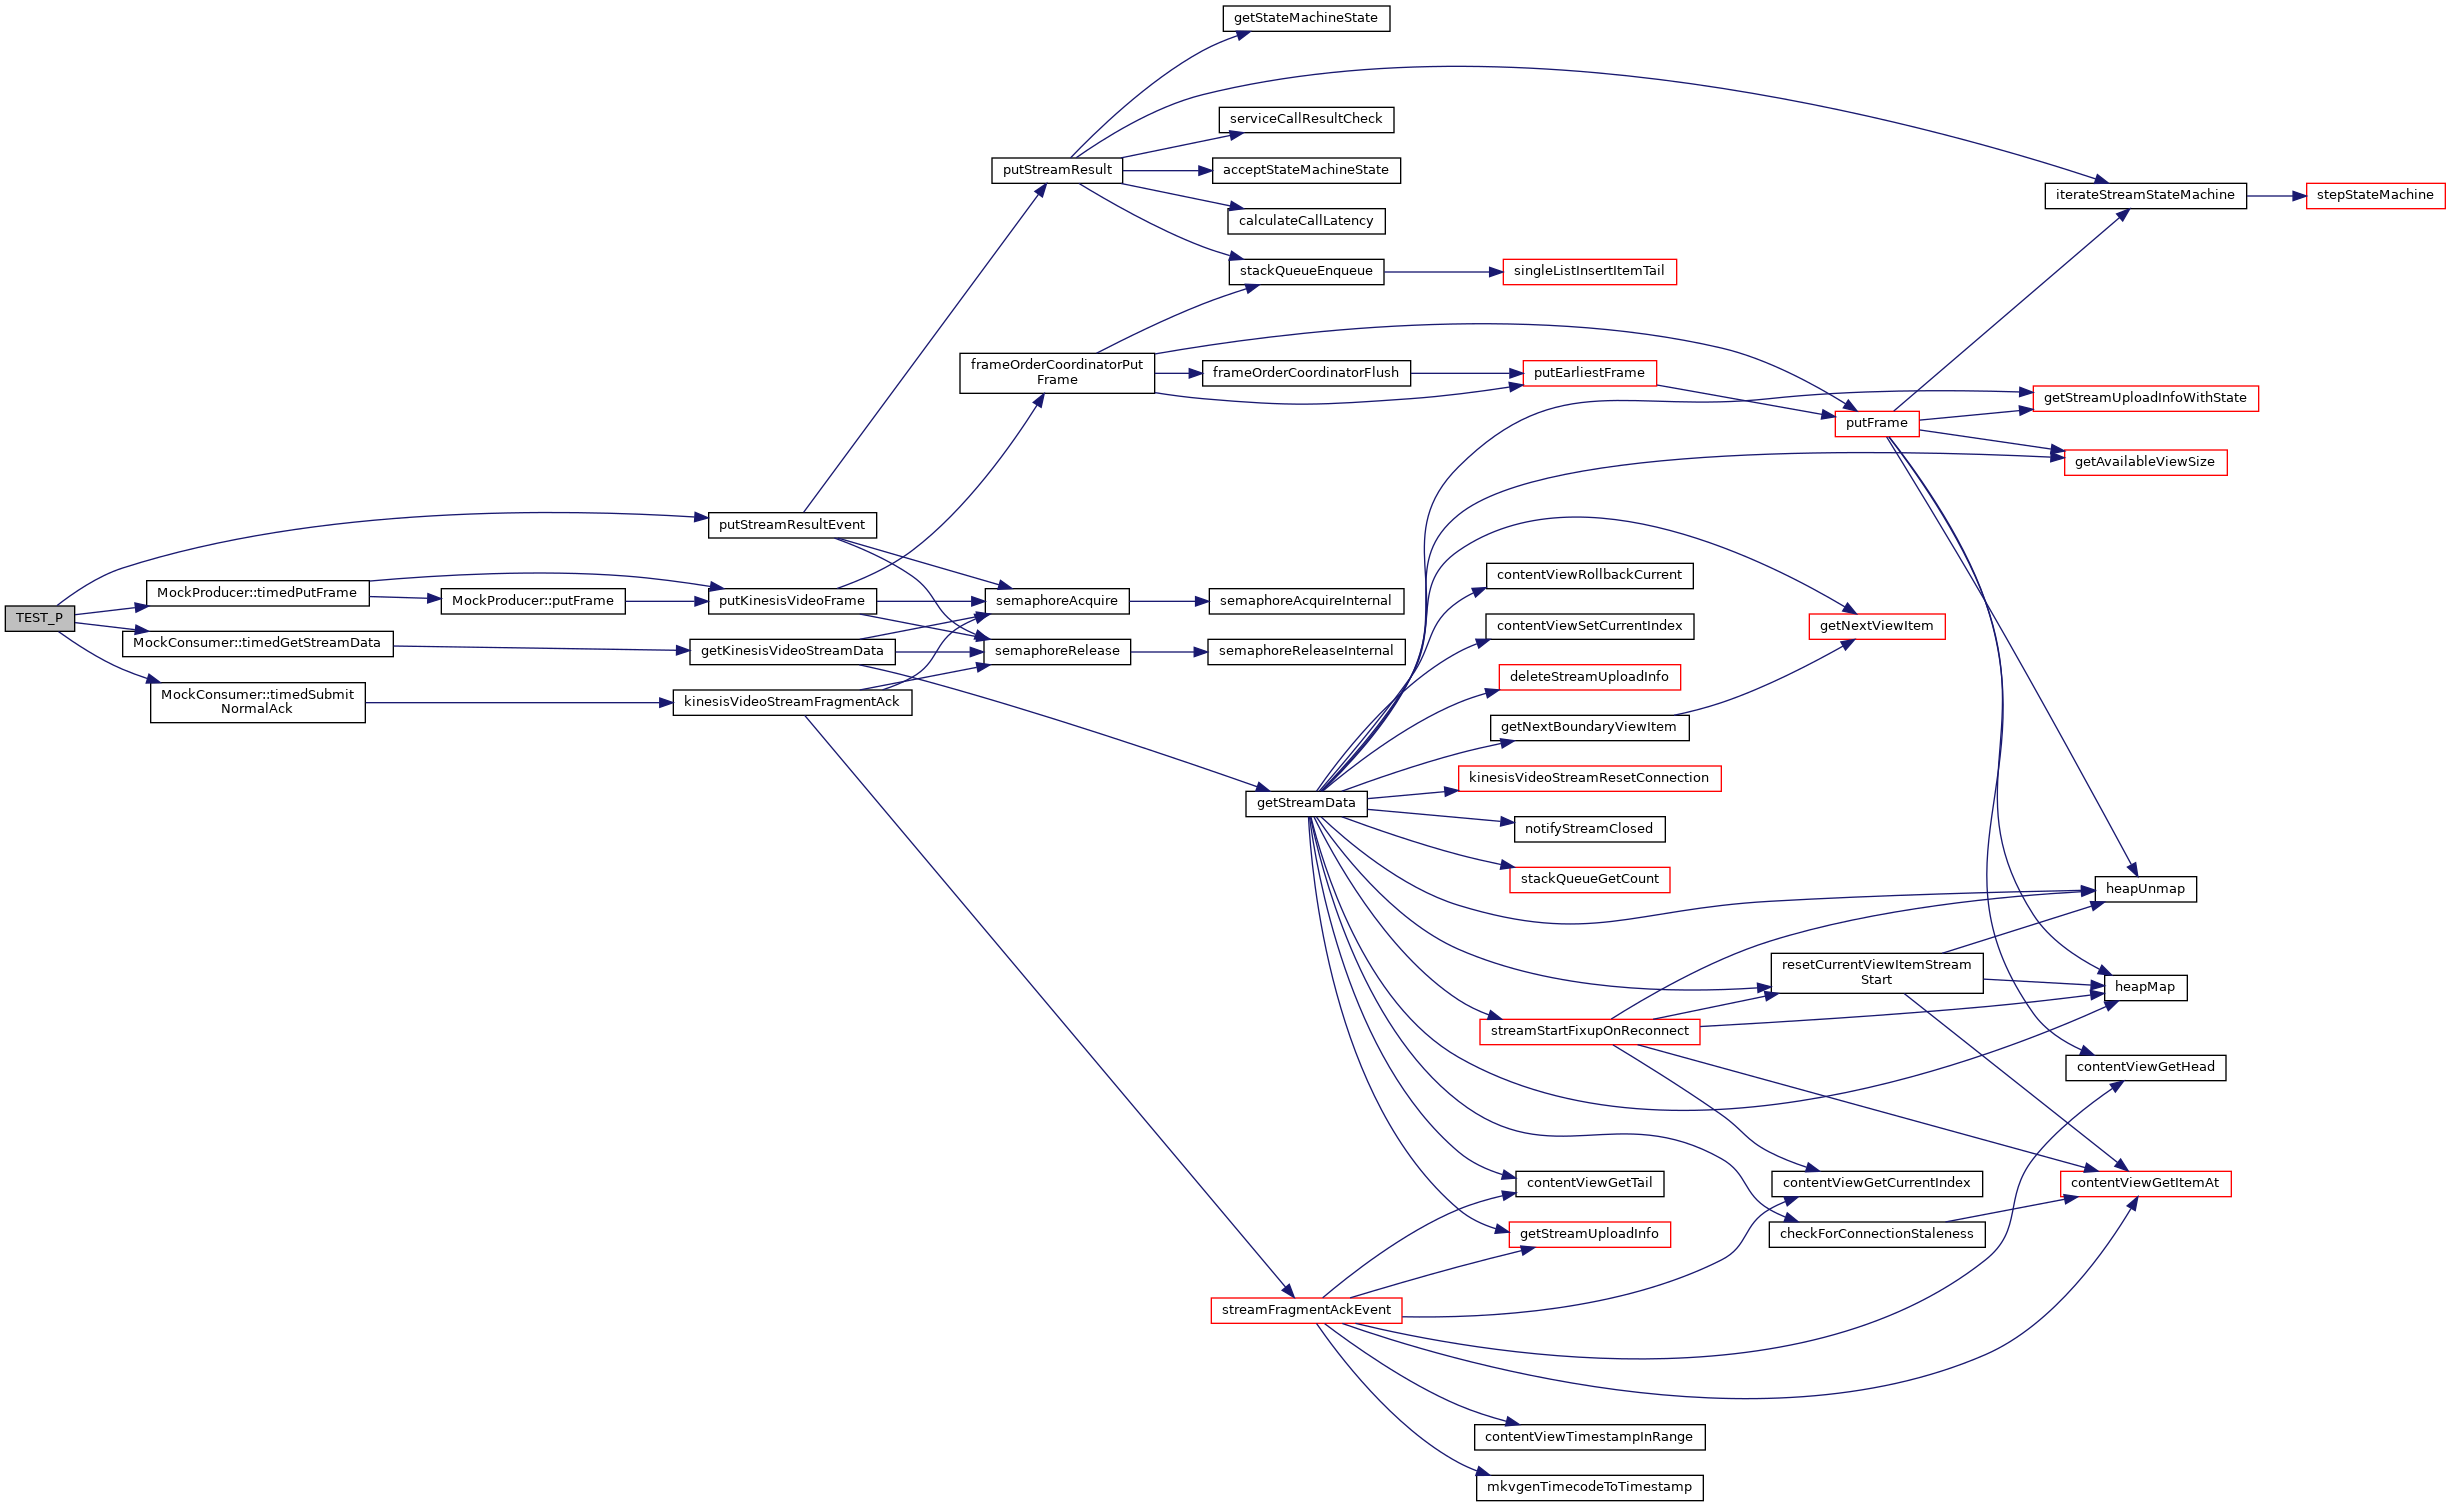 getStateMachineState
serviceCallResultCheck
putStreamResult
acceptStateMachineState
iterateStreamStateMachine
stepStateMachine
calculateCallLatency
stackQueueEnqueue
singleListInsertItemTail
frameOrderCoordinatorPut
Frame
frameOrderCoordinatorFlush
putEarliestFrame
getStreamUploadInfoWithState
putFrame
getAvailableViewSize
putStreamResultEvent
contentViewRollbackCurrent
MockProducer::timedPutFrame
MockProducer::putFrame
putKinesisVideoFrame
semaphoreAcquire
semaphoreAcquireInternal
TEST_P
contentViewSetCurrentIndex
getNextViewItem
MockConsumer::timedGetStreamData
getKinesisVideoStreamData
semaphoreRelease
semaphoreReleaseInternal
deleteStreamUploadInfo
MockConsumer::timedSubmit
NormalAck
kinesisVideoStreamFragmentAck
getNextBoundaryViewItem
kinesisVideoStreamResetConnection
getStreamData
notifyStreamClosed
stackQueueGetCount
heapUnmap
resetCurrentViewItemStream
Start
heapMap
streamStartFixupOnReconnect
contentViewGetHead
contentViewGetTail
contentViewGetCurrentIndex
contentViewGetItemAt
getStreamUploadInfo
checkForConnectionStaleness
streamFragmentAckEvent
contentViewTimestampInRange
mkvgenTimecodeToTimestamp